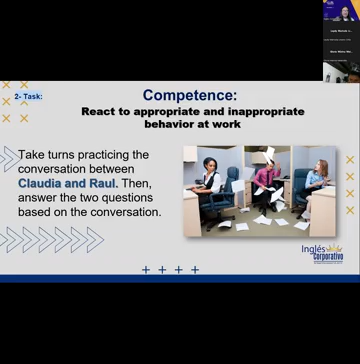 2- Task:
Competence:
React to appropriate and inappropriate
behavior at work
Take turns practicing the
conversation between
Claudia and Raul. Then,
answer the two questions
based on the conversation.
Inglés
Corporativo